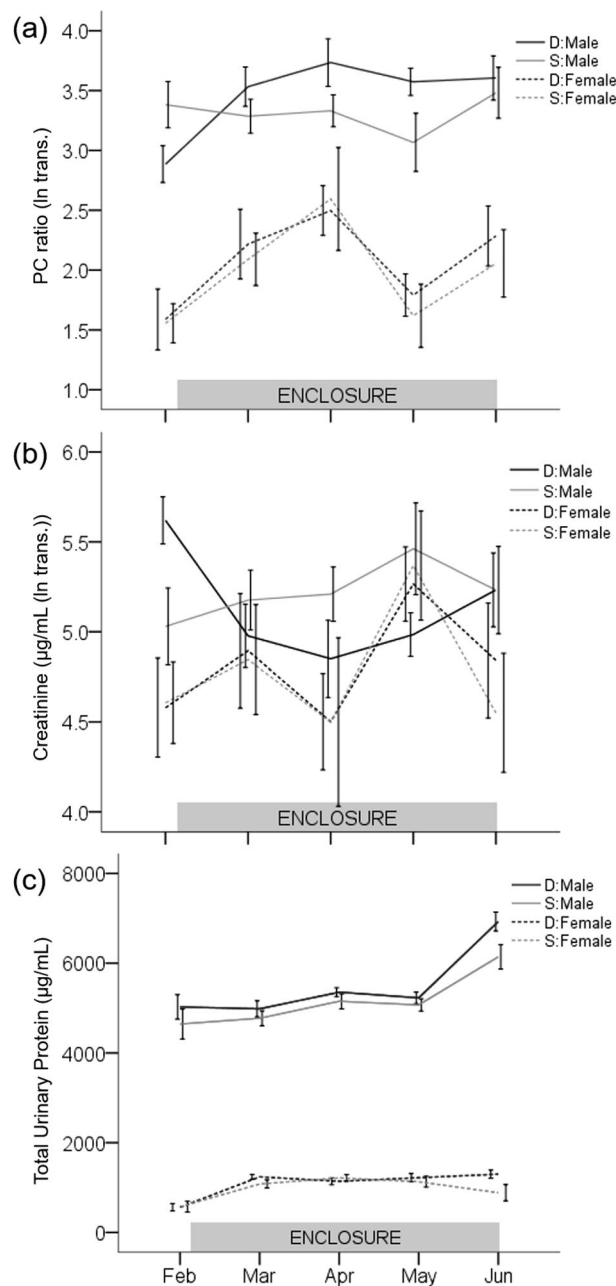 (a)
PC ratio (ln trans.)
4.0
3.5
3.0
2.5
2.0
1.5
1.0
D:Male
S:Male
D:Female
S:Female
ENCLOSURE
(b)
Creatinine (µg/mL (ln trans.))
6.0
5.5
5.0
4.5
4.0
D:Male
S:Male
D:Female
S:Female
ENCLOSURE
(c)
Total Urinary Protein (µg/mL)
8000
6000
4000
2000
0
D:Male
S:Male
D:Female
S:Female
ENCLOSURE
Feb Mar Apr May Jun